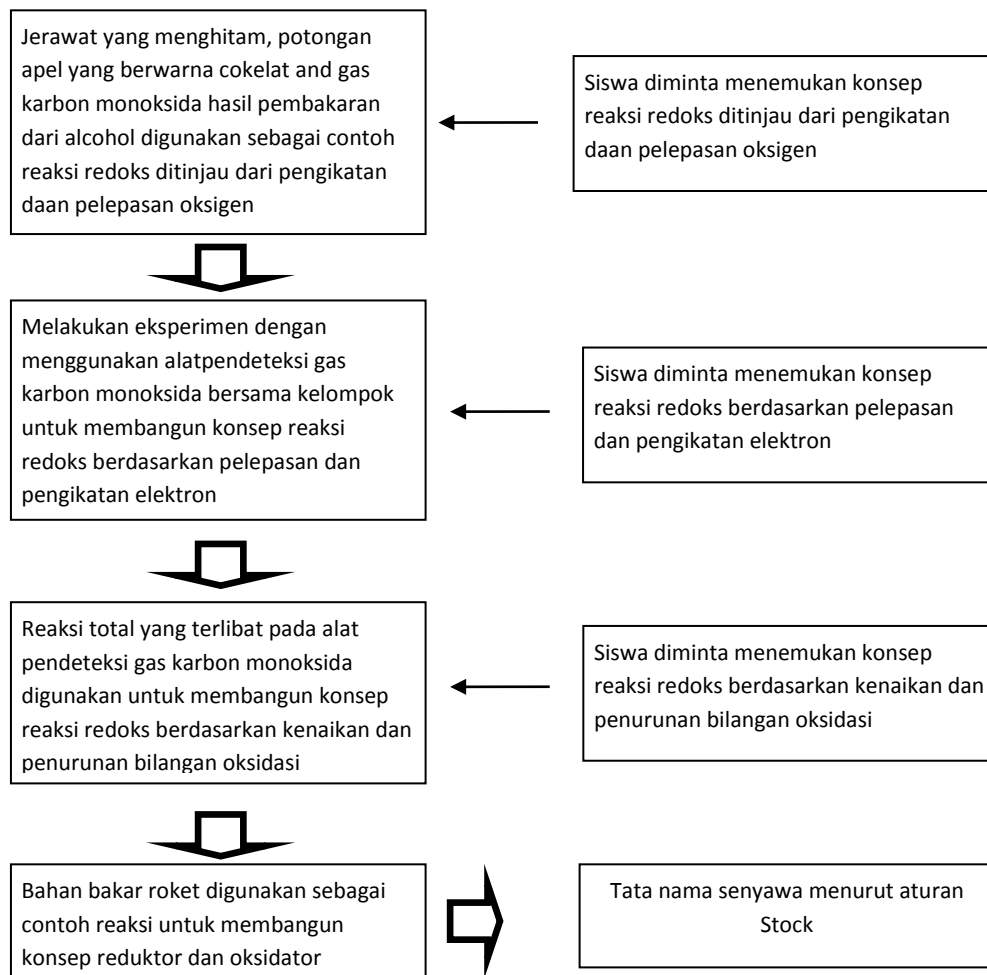 Jerawat yang menghitam, potongan
apel yang berwarna cokelat and gas
karbon monoksida hasil pembakaran
dari alcohol digunakan sebagai contoh
reaksi redoks ditinjau dari pengikatan
daan pelepasan oksigen
Siswa diminta menemukan konsep
reaksi redoks ditinjau dari pengikatan
daan pelepasan oksigen
Melakukan eksperimen dengan
menggunakan alatpendeteksi gas
karbon monoksida bersama kelompok
untuk membangun konsep reaksi
redoks berdasarkan pelepasan dan
pengikatan elektron
Siswa diminta menemukan konsep
reaksi redoks berdasarkan pelepasan
dan pengikatan elektron
Reaksi total yang terlibat pada alat
pendeteksi gas karbon monoksida
digunakan untuk membangun konsep
reaksi redoks berdasarkan kenaikan dan
penurunan bilangan oksidasi
Siswa diminta menemukan konsep
reaksi redoks berdasarkan kenaikan dan
penurunan bilangan oksidasi
Bahan bakar roket digunakan sebagai
contoh reaksi untuk membangun
konsep reduktor dan oksidator
Tata nama senyawa menurut aturan
Stock